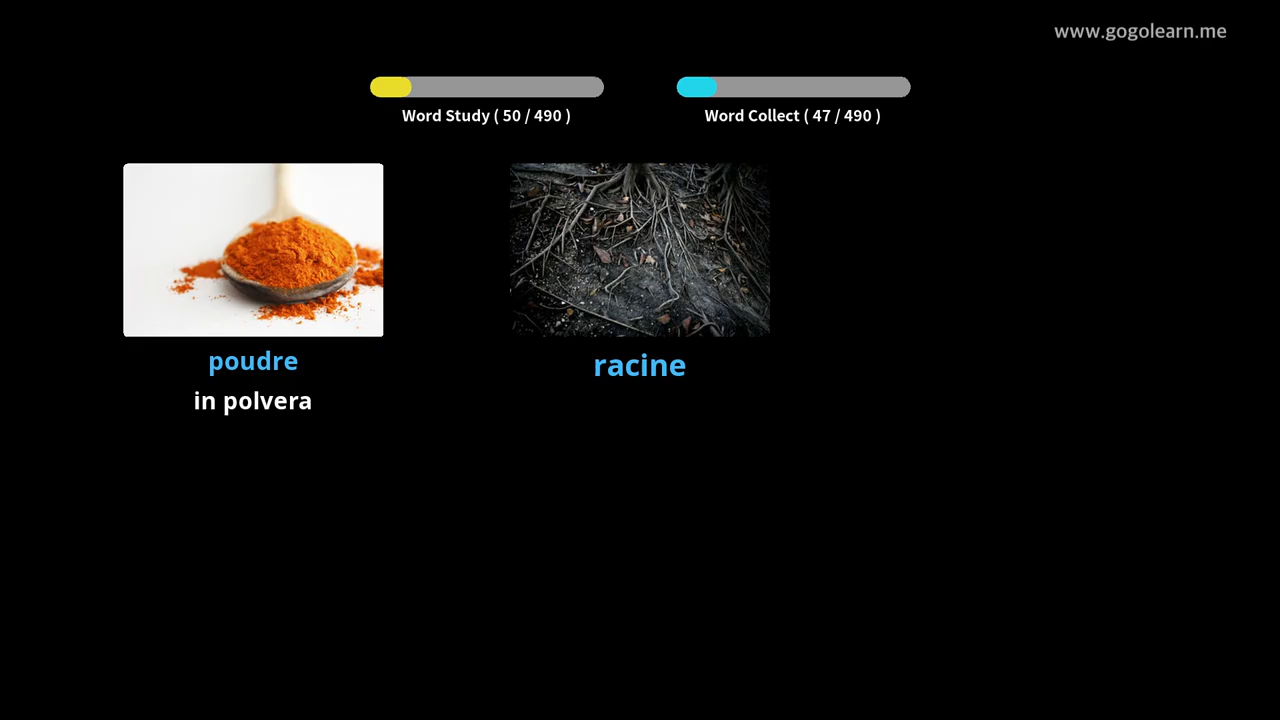 www.gogolearn.me
Word Study ( 50 / 490 )
Word Collect ( 47 / 490 )
poudre
in polvera
racine